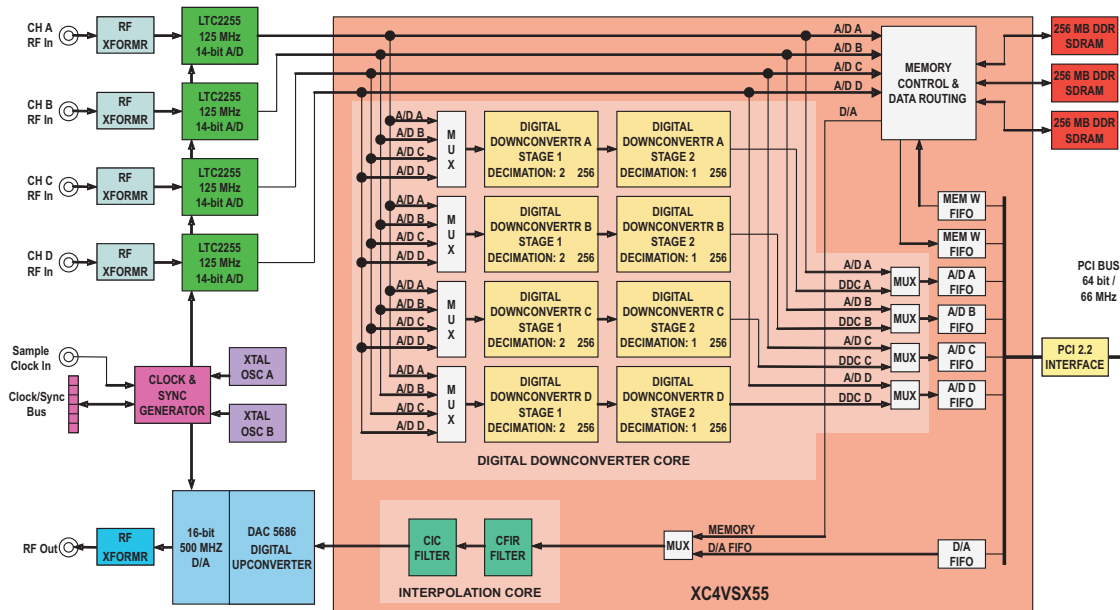 CH A
RF In
RF
XFORMR
LTC2255
125 MHz
14-bit A/D
CH B
RF In
RF
XFORMR
LTC2255
125 MHz
14-bit A/D
CH C
RF In
RF
XFORMR
LTC2255
125 MHz
14-bit A/D
CH D
RF In
RF
XFORMR
LTC2255
125 MHz
14-bit A/D
Sample
Clock In
Clock/Sync
Bus
CLOCK &
SYNC
GENERATOR
XTAL
OSC A
XTAL
OSC B
RF Out
RF
XFORMR
16-bit
500 MHZ
D/A
DAC 5686
DIGITAL
UPCONVERTER
A/D A
A/D B
A/D C
A/D D
D/A
MEMORY
CONTROL &
DATA ROUTING
256 MB DDR
SDRAM
256 MB DDR
SDRAM
256 MB DDR
SDRAM
A/D A
A/D B
A/D C
A/D D
MUX
DIGITAL
DOWNCONVERTR A
STAGE 1
DECIMATION: 2 256
DIGITAL
DOWNCONVERTR A
STAGE 2
DECIMATION: 1 256
A/D A
A/D B
A/D C
A/D D
MUX
DIGITAL
DOWNCONVERTR B
STAGE 1
DECIMATION: 2 256
DIGITAL
DOWNCONVERTR B
STAGE 2
DECIMATION: 1 256
A/D A
A/D B
A/D C
A/D D
MUX
DIGITAL
DOWNCONVERTR C
STAGE 1
DECIMATION: 2 256
DIGITAL
DOWNCONVERTR C
STAGE 2
DECIMATION: 1 256
A/D A
A/D B
A/D C
A/D D
MUX
DIGITAL
DOWNCONVERTR D
STAGE 1
DECIMATION: 2 256
DIGITAL
DOWNCONVERTR D
STAGE 2
DECIMATION: 1 256
DIGITAL DOWNCONVERTER CORE
MEM W
FIFO
MEM W
FIFO
A/D A
DDC A
MUX
A/D A
FIFO
A/D B
DDC B
MUX
A/D B
FIFO
A/D C
DDC C
MUX
A/D C
FIFO
A/D D
DDC D
MUX
A/D D
FIFO
PCI BUS
64 bit /
66 MHz
PCI 2.2
INTERFACE
CIC
FILTER
CFIR
FILTER
INTERPOLATION CORE
MUX
MEMORY
D/A FIFO
D/A
FIFO
XC4VSX55